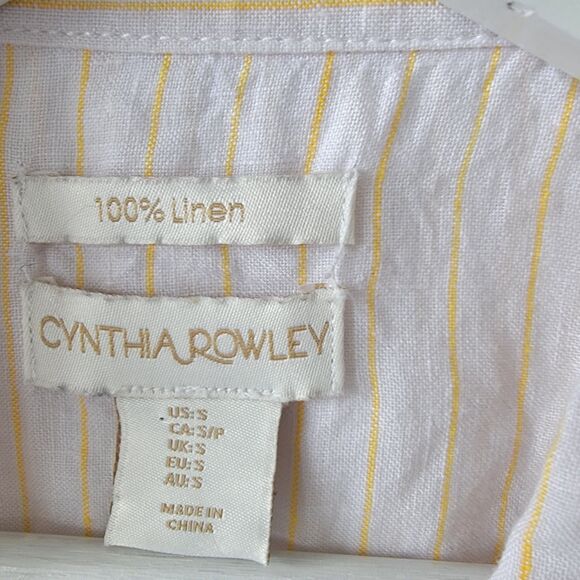 100% Linen
CYNTHIA ROWLEY
US: S
CA: S/P
UK: S
EU: S
AU: S
MADE IN
CHINA